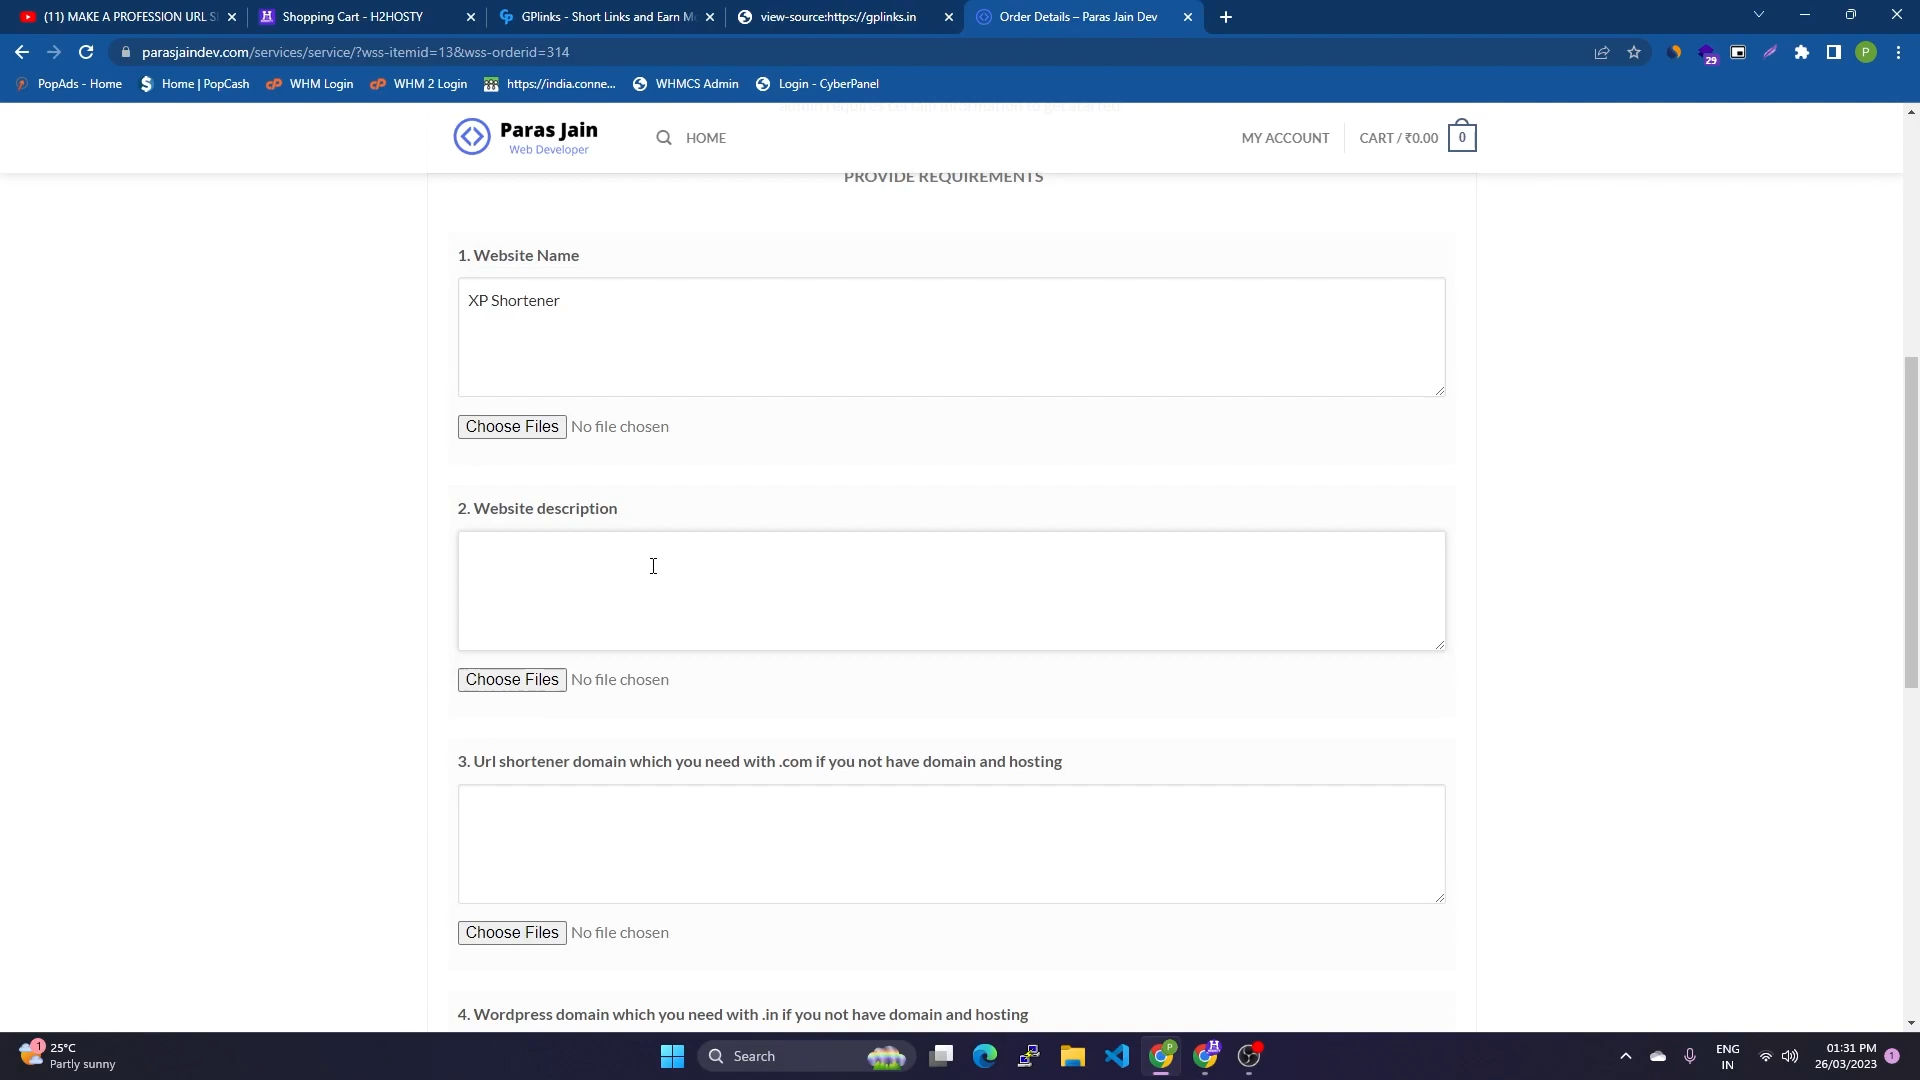 (11) MAKE A PROFESSION URL S
Shopping Cart - H2HOSTY
GPlinks - Short Links and Earn M
view-source:https://gplinks.in
Order Details – Paras Jain Dev
parasjaindev.com/services/service/?wss-itemid=13&wss-orderid=314
29
P
PopAds - Home
Home | PopCash
WHM Login
WHM 2 Login
https://india.conne...
WHMCS Admin
Login - CyberPanel
Paras Jain
Web Developer
HOME
MY ACCOUNT
CART / ₹0.00
0
PROVIDE REQUIREMENTS
1. Website Name
XP Shortener
Choose Files No file chosen
2. Website description
Choose Files No file chosen
3. Url shortener domain which you need with .com if you not have domain and hosting
Choose Files No file chosen
4. Wordpress domain which you need with .in if you not have domain and hosting
1
25°C
Partly sunny
Search
P
H
ENG
IN
01:31 PM
26/03/2023
1